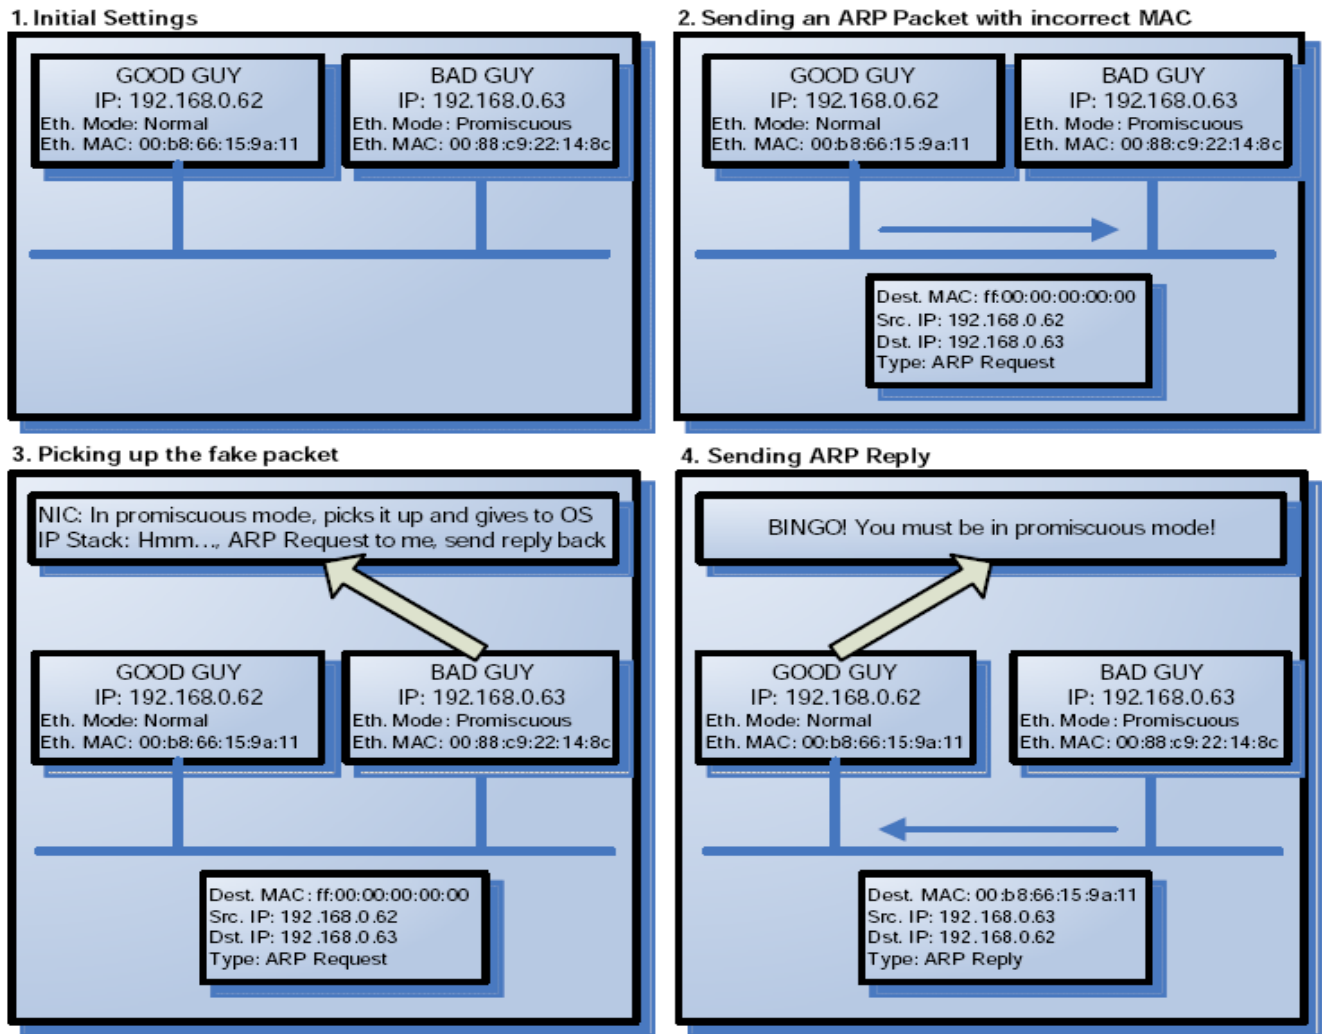 1. Initial Settings
GOOD GUY
IP: 192.168.0.62
Eth. Mode: Normal
Eth. MAC: 00:b8:66:15:9a:11
BAD GUY
IP: 192.168.0.63
Eth. Mode: Promiscuous
Eth. MAC: 00:88:c9:22:14:8c
2. Sending an ARP Packet with incorrect MAC
GOOD GUY
IP: 192.168.0.62
Eth. Mode: Normal
Eth. MAC: 00:b8:66:15:9a:11
BAD GUY
IP: 192.168.0.63
Eth. Mode: Promiscuous
Eth. MAC: 00:88:c9:22:14:8c
Dest. MAC: ff:00:00:00:00:00
Src. IP: 192.168.0.62
Dst. IP: 192.168.0.63
Type: ARP Request
3. Picking up the fake packet
NIC: In promiscuous mode, picks it up and gives to OS
IP Stack: Hmm..., ARP Request to me, send reply back
GOOD GUY
IP: 192.168.0.62
Eth. Mode: Normal
Eth. MAC: 00:b8:66:15:9a:11
BAD GUY
IP: 192.168.0.63
Eth. Mode: Promiscuous
Eth. MAC: 00:88:c9:22:14:8c
Dest. MAC: ff:00:00:00:00:00
Src. IP: 192.168.0.62
Dst. IP: 192.168.0.63
Type: ARP Request
4. Sending ARP Reply
BINGO! You must be in promiscuous mode!
GOOD GUY
IP: 192.168.0.62
Eth. Mode: Normal
Eth. MAC: 00:b8:66:15:9a:11
BAD GUY
IP: 192.168.0.63
Eth. Mode: Promiscuous
Eth. MAC: 00:88:c9:22:14:8c
Dest. MAC: 00:b8:66:15:9a:11
Src. IP: 192.168.0.63
Dst. IP: 192.168.0.62
Type: ARP Reply